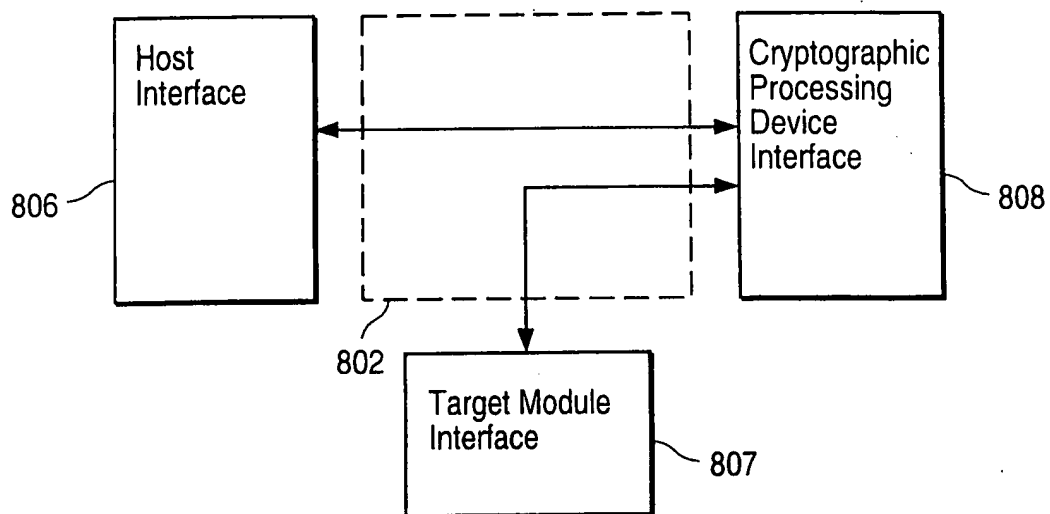 Host
Interface
Cryptographic
Processing
Device
Interface
806
808
802
Target Module
Interface
807